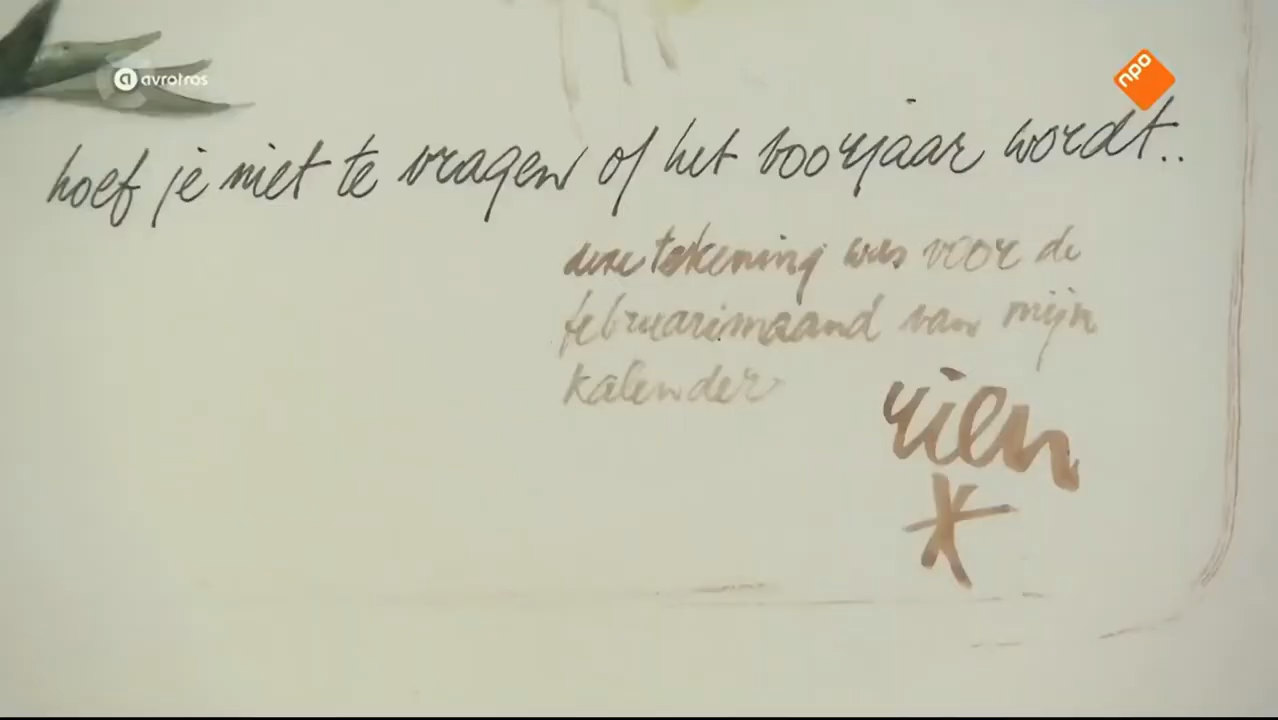 avrotros
npo
hoef je niet te vragen of het voorjaar wordt..
deze tekening was voor de
februarimaand van mijn
kalender
rien